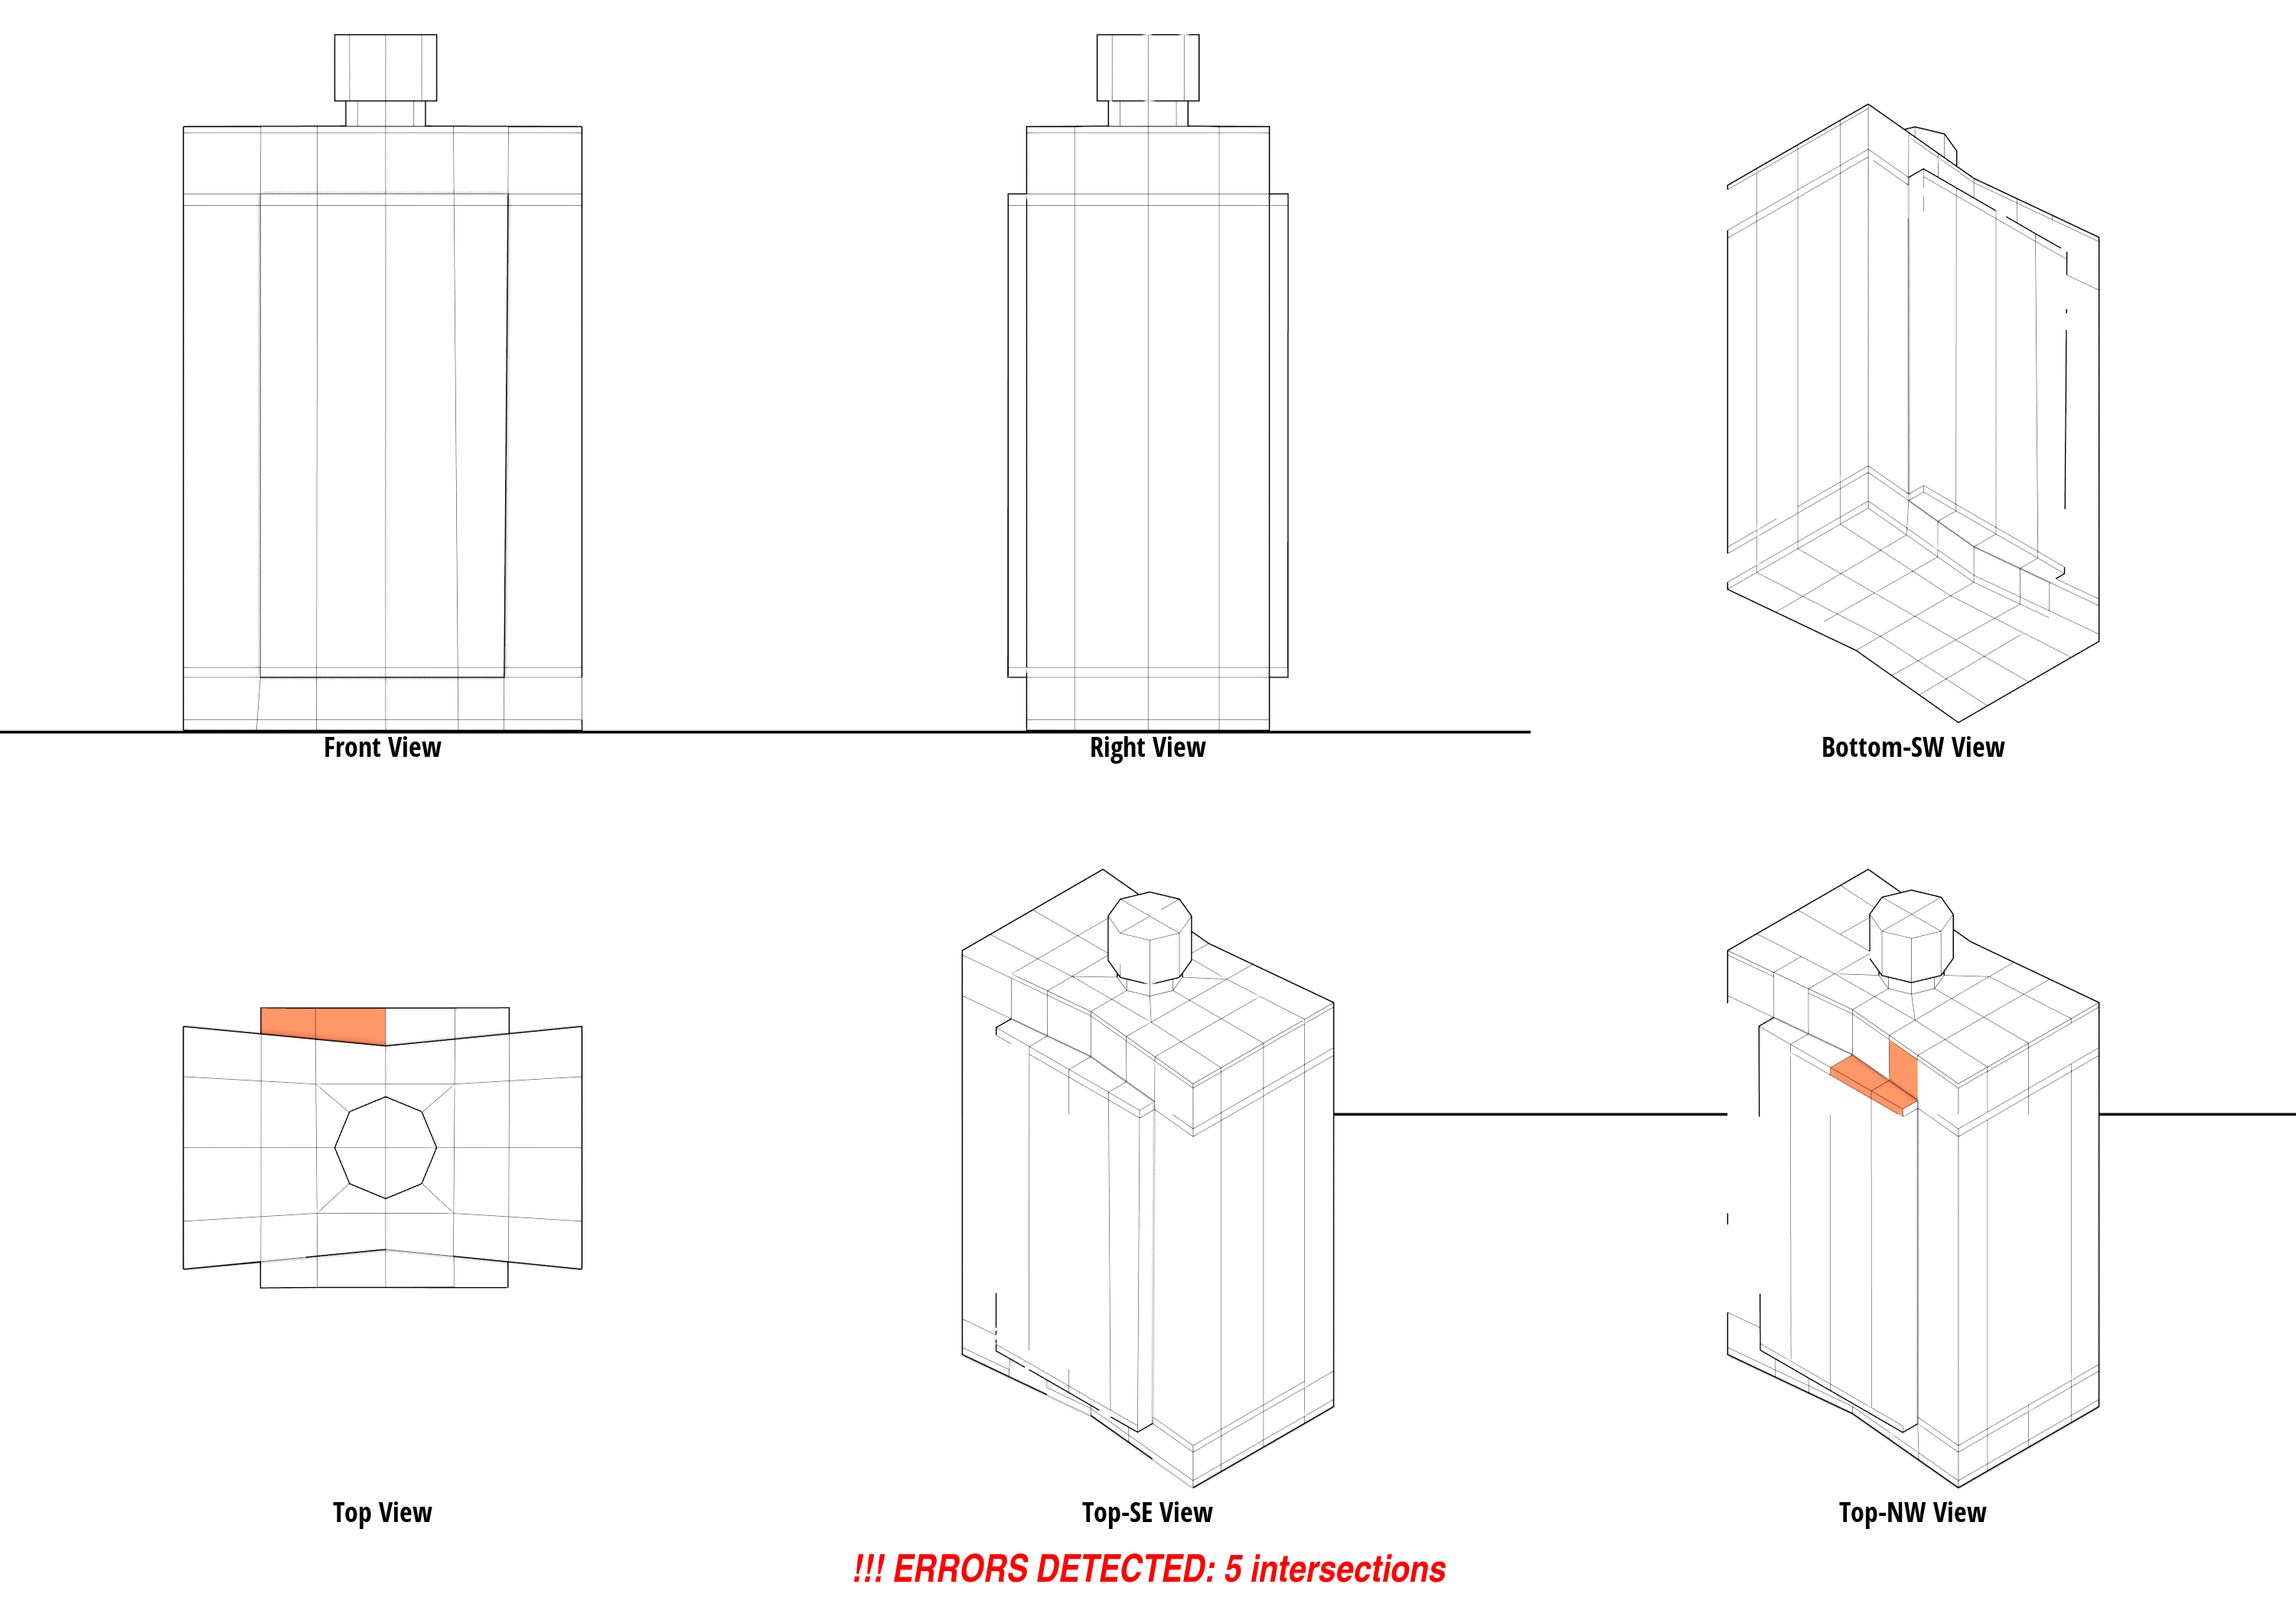 Front View
Right View
Bottom-SW View
Top View
Top-SE View
Top-NW View
!!! ERRORS DETECTED: 5 intersections